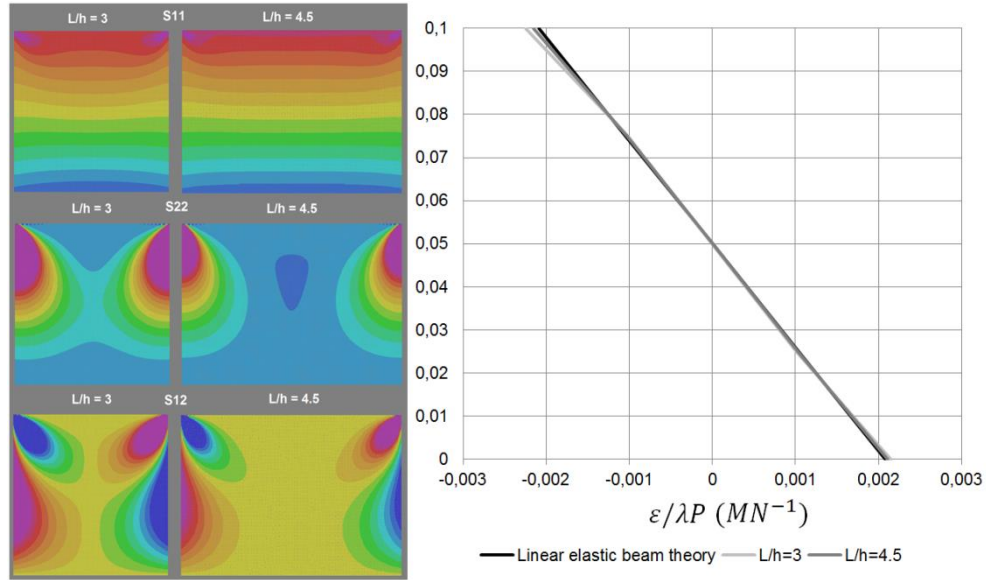 L/h = 3 S11 L/h = 4.5
L/h = 3 S22 L/h = 4.5
L/h = 3 S12 L/h = 4.5
0,1
0,09
0,08
0,07
0,06
0,05
0,04
0,03
0,02
0,01
0
-0,003 -0,002 -0,001 0 0,001 0,002 0,003
ε/λP (MN⁻¹)
Linear elastic beam theory L/h=3 L/h=4.5